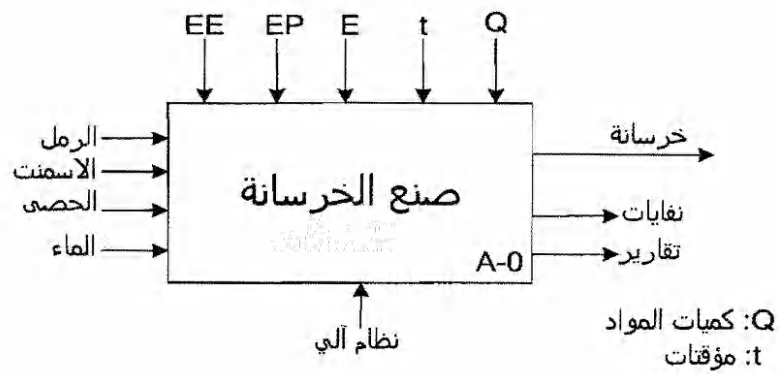 EE EP E t Q
الرمل
الاسمنت
الحصى
الماء
صنع الخرسانة
A-0
خرسانة
نفايات
تقارير
نظام آلي
Q: كميات المواد
t: مؤقتات